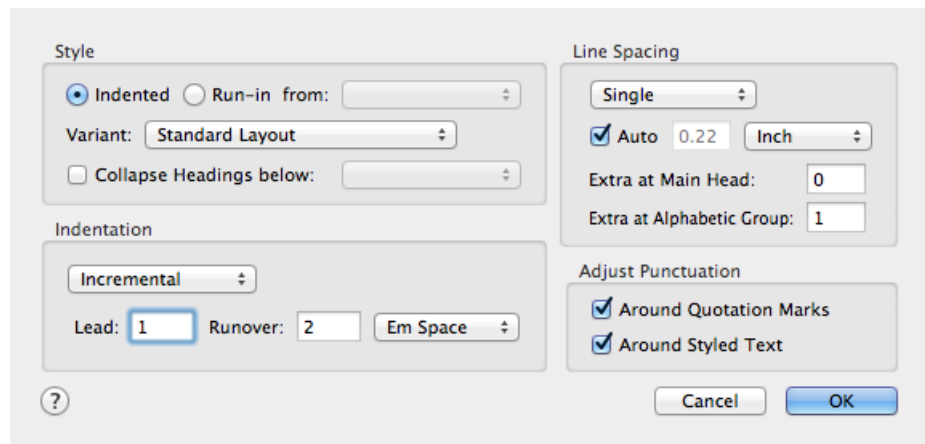 Style
Indented Run-in from:
Variant: Standard Layout
Collapse Headings below:
Indentation
Incremental
Lead: 1 Runover: 2 Em Space
Line Spacing
Single
Auto 0.22 Inch
Extra at Main Head: 0
Extra at Alphabetic Group: 1
Adjust Punctuation
Around Quotation Marks
Around Styled Text
? Cancel OK